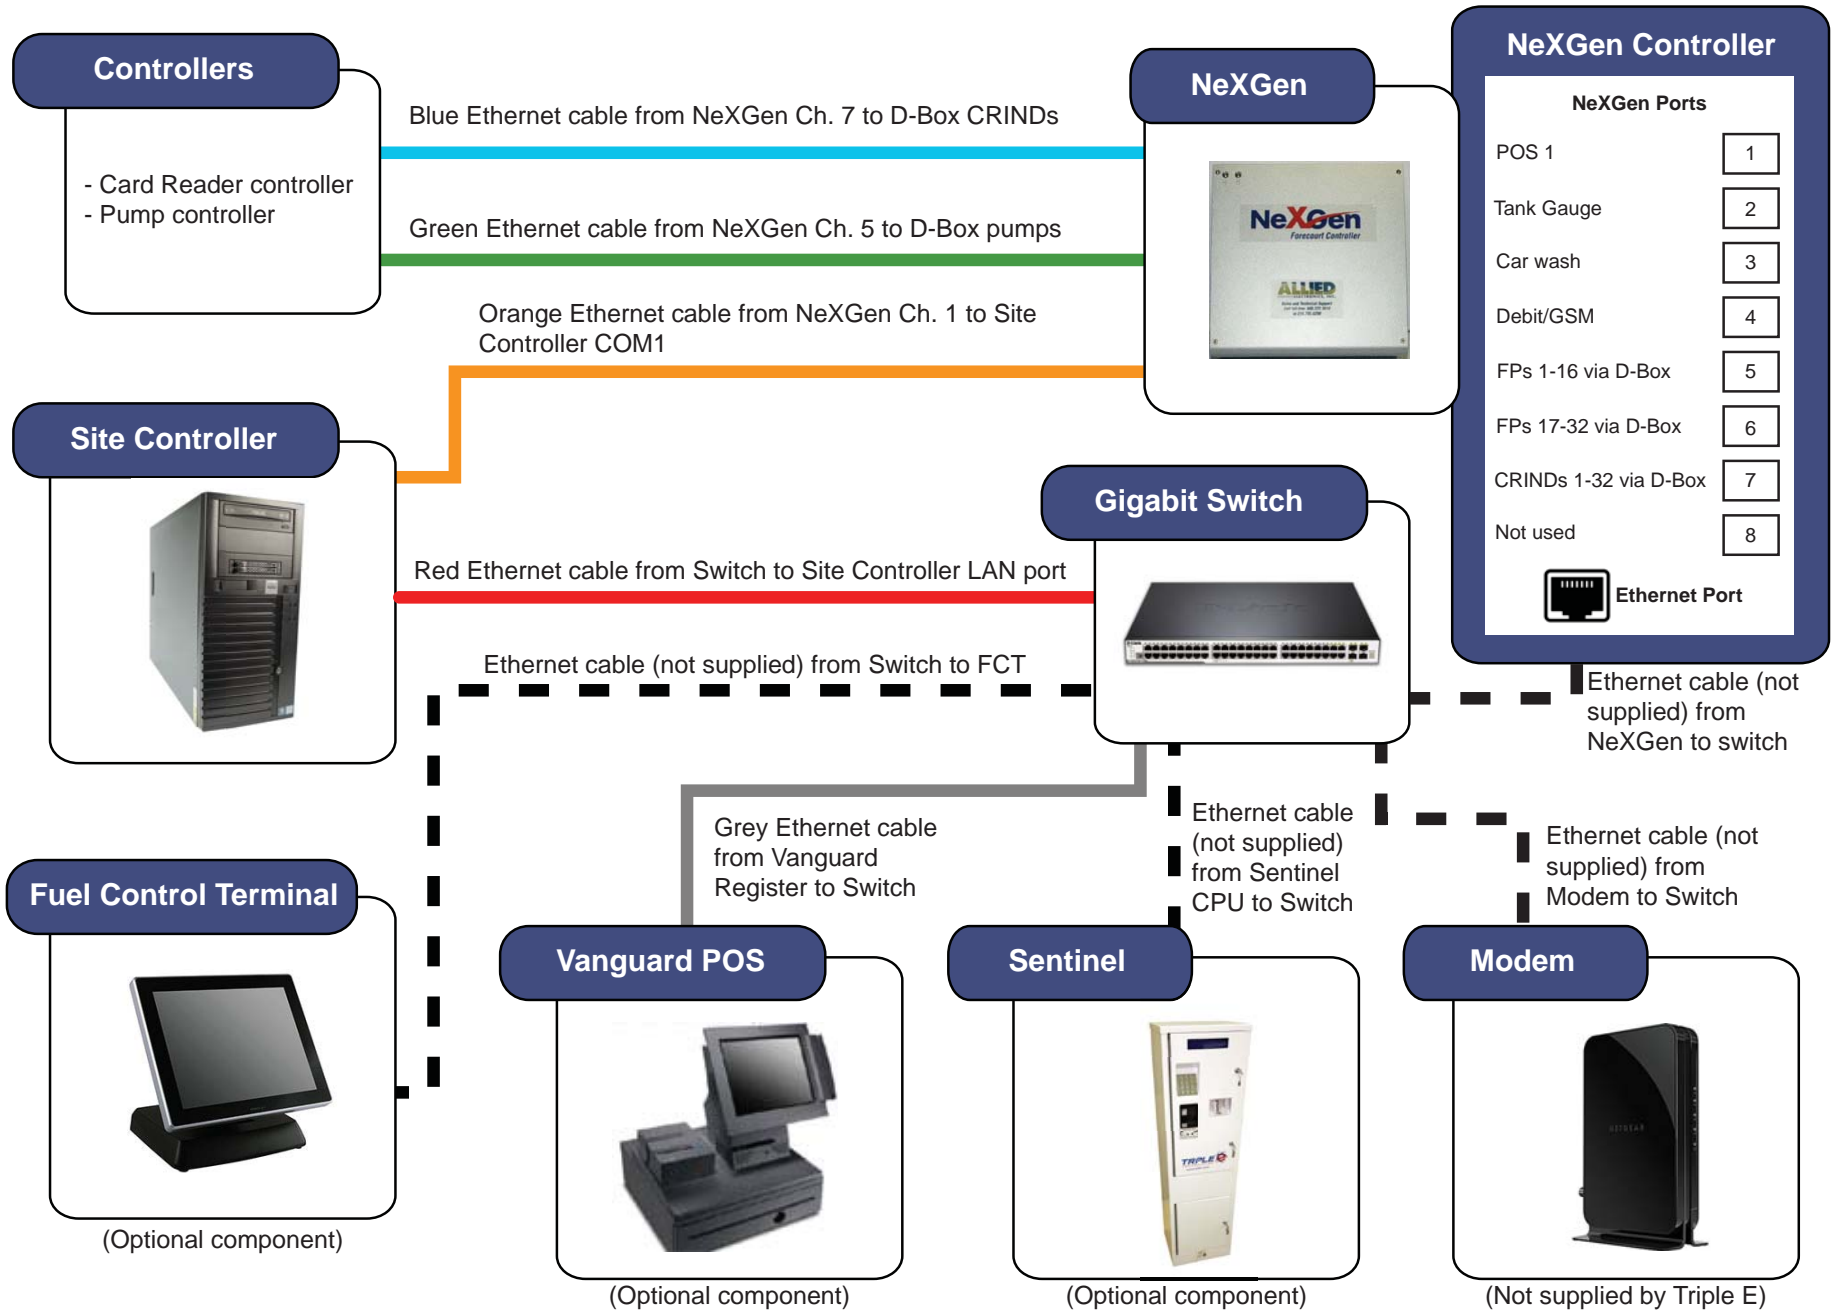 Controllers
- Card Reader controller
- Pump controller
Blue Ethernet cable from NeXGen Ch. 7 to D-Box CRINDs
Green Ethernet cable from NeXGen Ch. 5 to D-Box pumps
Orange Ethernet cable from NeXGen Ch. 1 to Site
Controller COM1
NeXGen
NeXGen
Forecourt Controller
ALLIED
NeXGen Controller
NeXGen Ports
POS 1 1
Tank Gauge 2
Car wash 3
Debit/GSM 4
FPs 1-16 via D-Box 5
FPs 17-32 via D-Box 6
CRINDs 1-32 via D-Box 7
Not used 8
Ethernet Port
Site Controller
Gigabit Switch
Red Ethernet cable from Switch to Site Controller LAN port
Ethernet cable (not supplied) from Switch to FCT
Ethernet cable (not
supplied) from
NeXGen to switch
Grey Ethernet cable
from Vanguard
Register to Switch
Ethernet cable
(not supplied)
from Sentinel
CPU to Switch
Ethernet cable (not
supplied) from
Modem to Switch
Fuel Control Terminal
(Optional component)
Vanguard POS
(Optional component)
Sentinel
TRIPLE E
(Optional component)
Modem
NETGEAR
(Not supplied by Triple E)